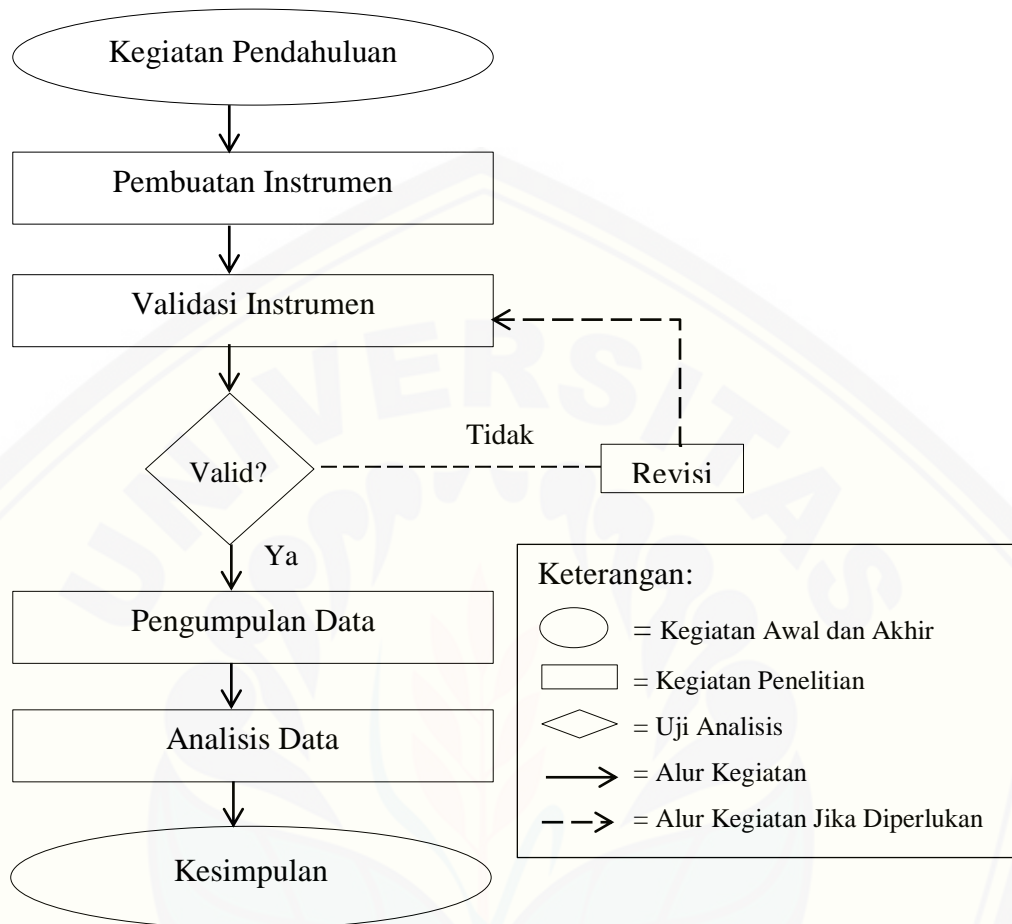 Kegiatan Pendahuluan
Pembuatan Instrumen
Validasi Instrumen
Tidak
Valid?
Revisi
Ya
Pengumpulan Data
Analisis Data
Kesimpulan
Keterangan:
= Kegiatan Awal dan Akhir
= Kegiatan Penelitian
= Uji Analisis
= Alur Kegiatan
= Alur Kegiatan Jika Diperlukan
UNIVERSITAS